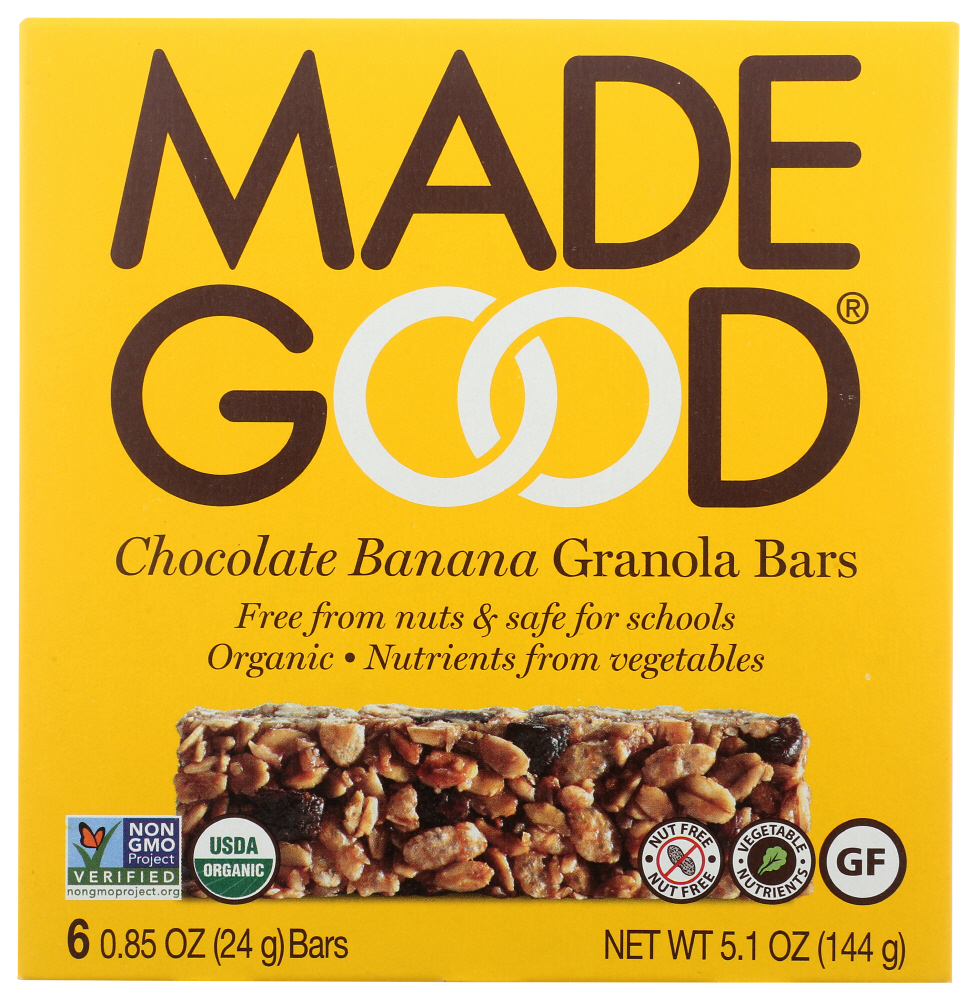 MADE
GOOD®
Chocolate Banana Granola Bars
Free from nuts & safe for schools
Organic • Nutrients from vegetables
NON
GMO
Project
VERIFIED
nongmoproject.org
USDA
ORGANIC
NUT FREE
NUT FREE
VEGETABLE
NUTRIENTS
GF
6 0.85 OZ (24 g) Bars
NET WT 5.1 OZ (144 g)